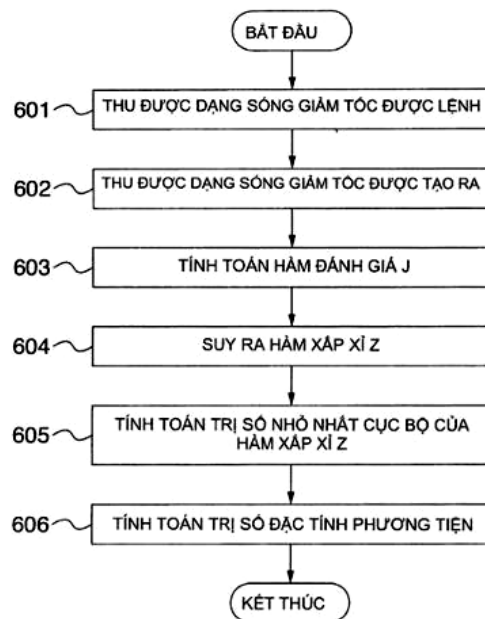 BẮT ĐẦU
601
THU ĐƯỢC DẠNG SÓNG GIẢM TỐC ĐƯỢC LỆNH
602
THU ĐƯỢC DẠNG SÓNG GIẢM TỐC ĐƯỢC TẠO RA
603
TÍNH TOÁN HÀM ĐÁNH GIÁ J
604
SUY RA HÀM XẤP XỈ Z
605
TÍNH TOÁN TRỊ SỐ NHỎ NHẤT CỤC BỘ CỦA
HÀM XẤP XỈ Z
606
TÍNH TOÁN TRỊ SỐ ĐẶC TÍNH PHƯƠNG TIỆN
KẾT THÚC